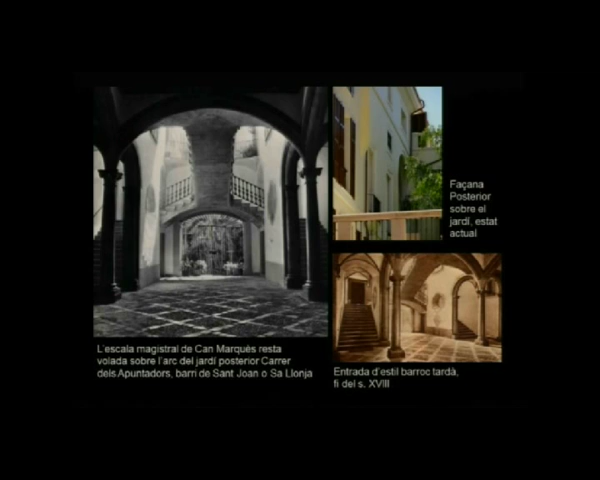 Façana
Posterior
sobre el
jardí, estat
actual
L'escala magistral de Can Marquès resta
volada sobre l'arc del jardí posterior Carrer
dels Apuntadors, barri de Sant Joan o Sa Llonja
Entrada d'estil barroc tardà,
fi del s. XVIII